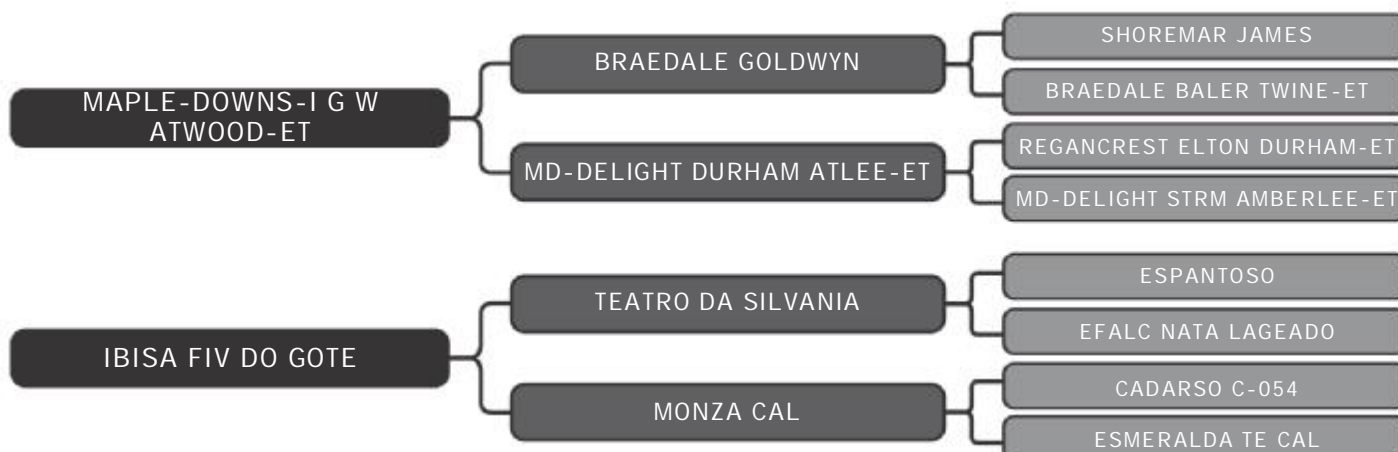 MAPLE-DOWNS-I G W
ATWOOD-ET
BRAEDALE GOLDWYN
MD-DELIGHT DURHAM ATLEE-ET
SHOREMAR JAMES
BRAEDALE BALER TWINE-ET
REGANCREST ELTON DURHAM-ET
MD-DELIGHT STRM AMBERLEE-ET
IBISA FIV DO GOTE
TEATRO DA SILVANIA
MONZA CAL
ESPANTOSO
EFALC NATA LAGEADO
CADARSO C-054
ESMERALDA TE CAL